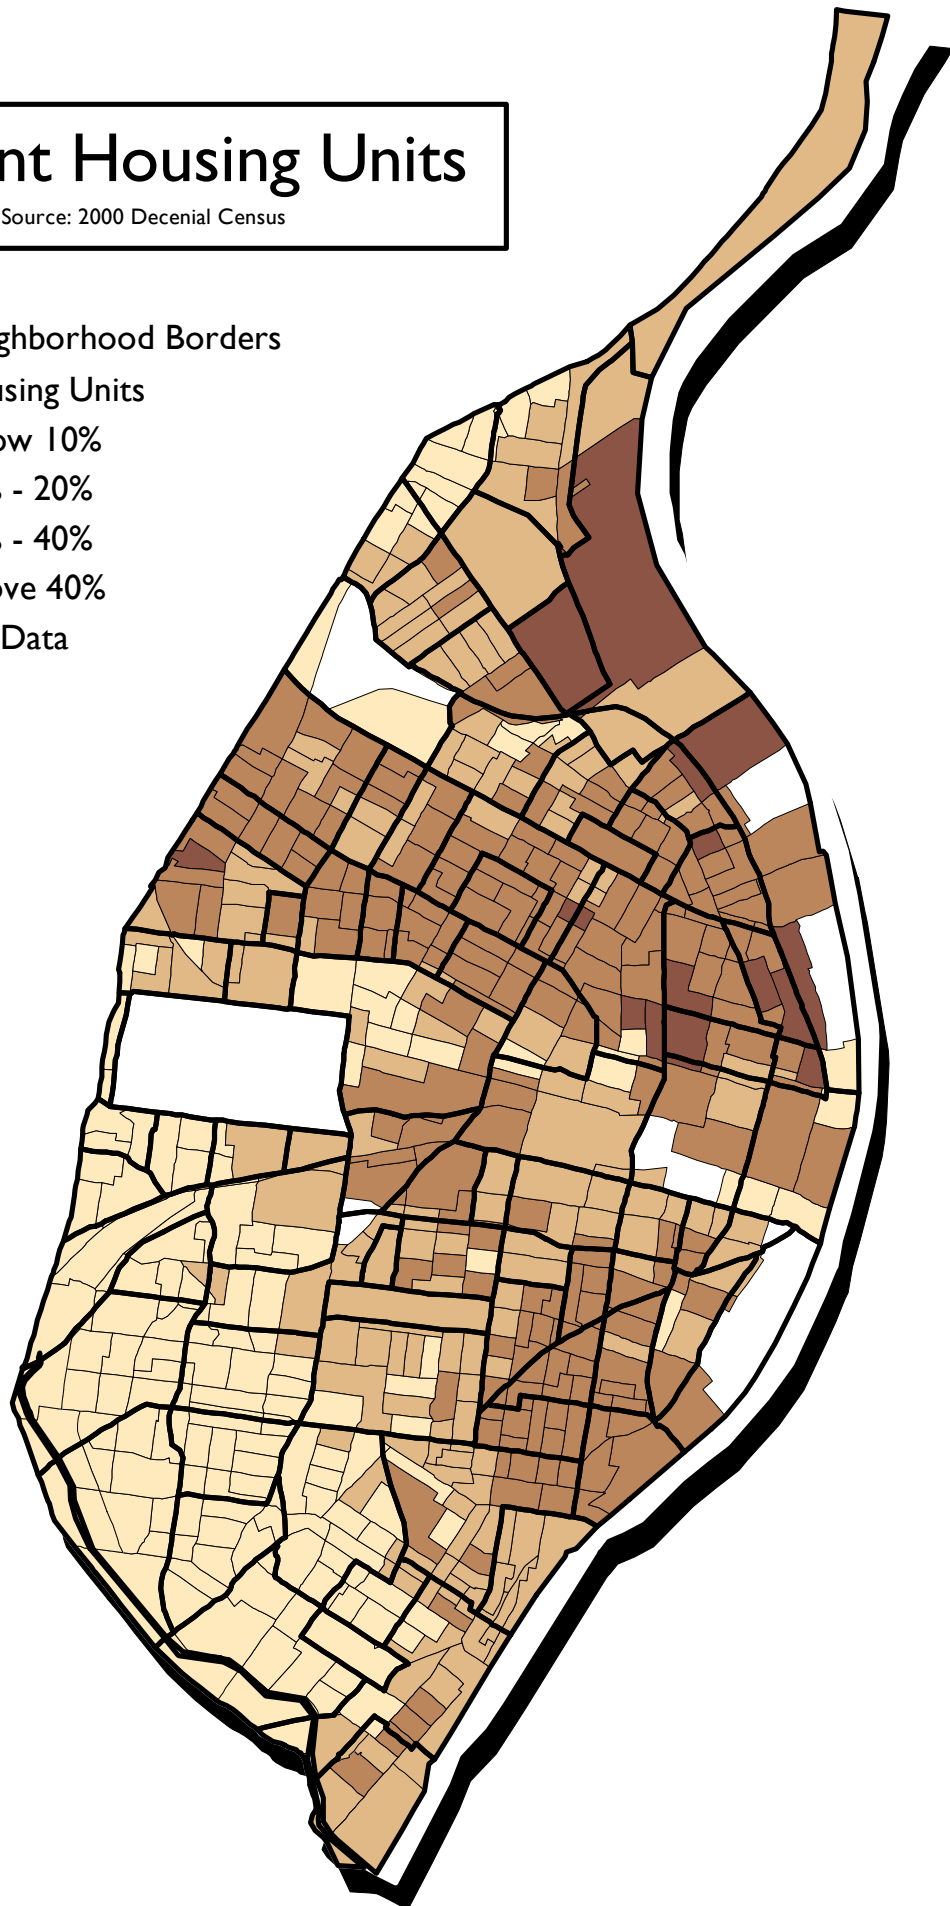 nt Housing Units
Source: 2000 Decenial Census
ghborhood Borders
using Units
ow 10%
% - 20%
% - 40%
ove 40%
Data